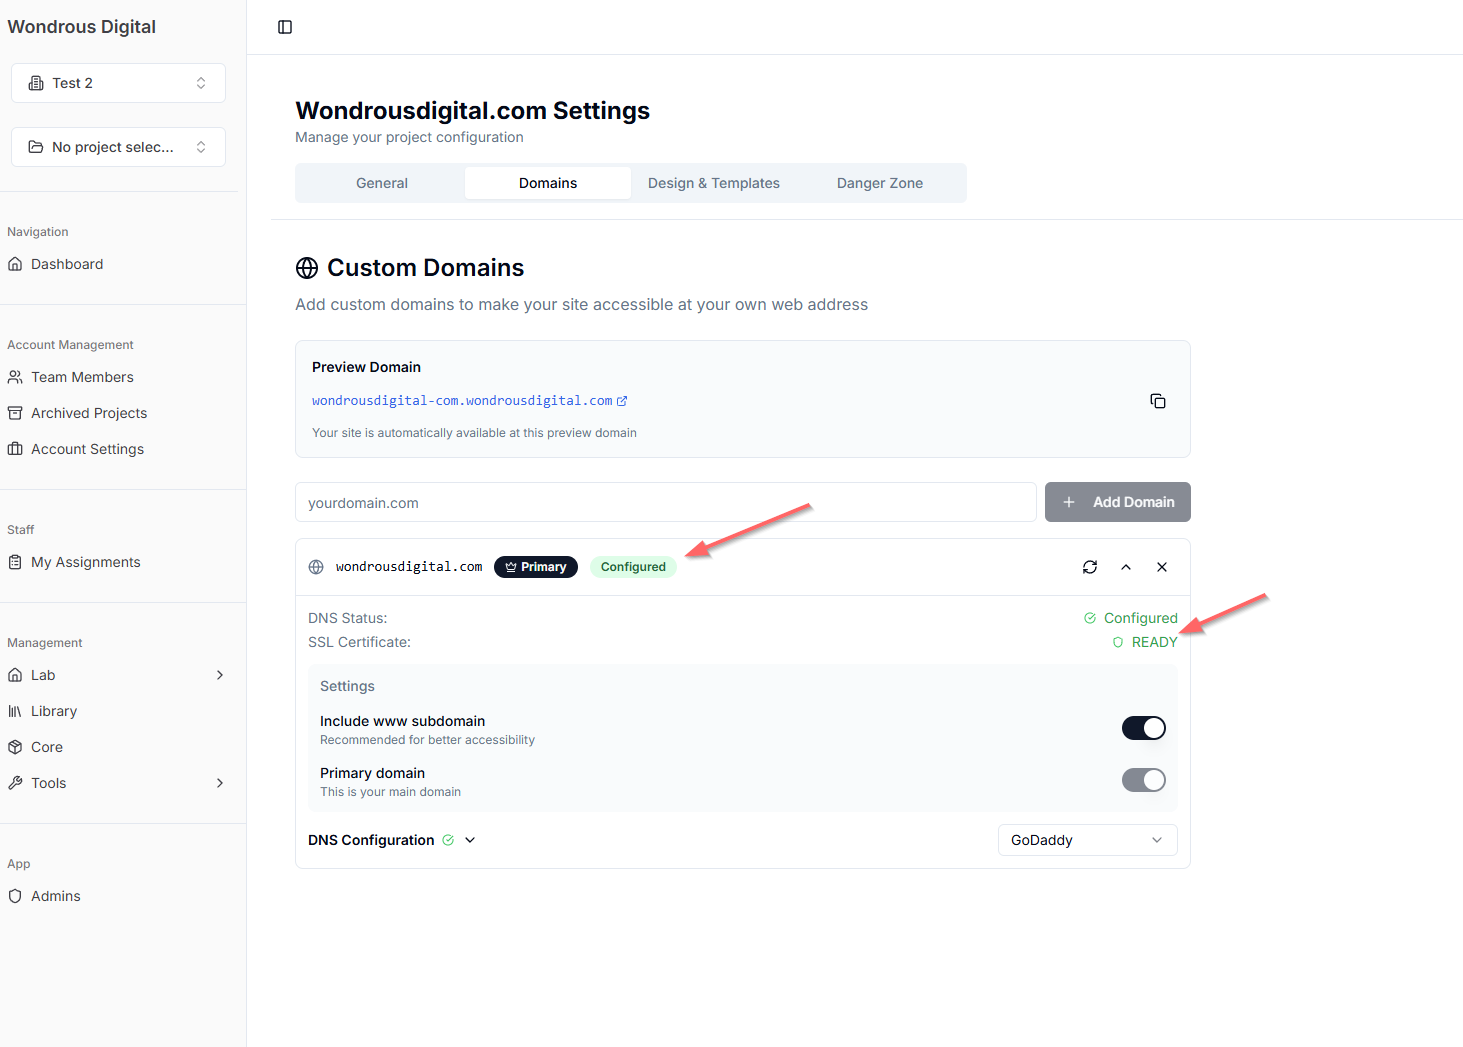 Wondrous Digital
Test 2
No project selec...
Navigation
Dashboard
Account Management
Team Members
Archived Projects
Account Settings
Staff
My Assignments
Management
Lab
Library
Core
Tools
App
Admins
Wondrousdigital.com Settings
Manage your project configuration
General
Domains
Design & Templates
Danger Zone
Custom Domains
Add custom domains to make your site accessible at your own web address
Preview Domain
wondrousdigital-com.wondrousdigital.com
Your site is automatically available at this preview domain
yourdomain.com
Add Domain
wondrousdigital.com Primary Configured
DNS Status: Configured
SSL Certificate: READY
Settings
Include www subdomain
Recommended for better accessibility
Primary domain
This is your main domain
DNS Configuration GoDaddy